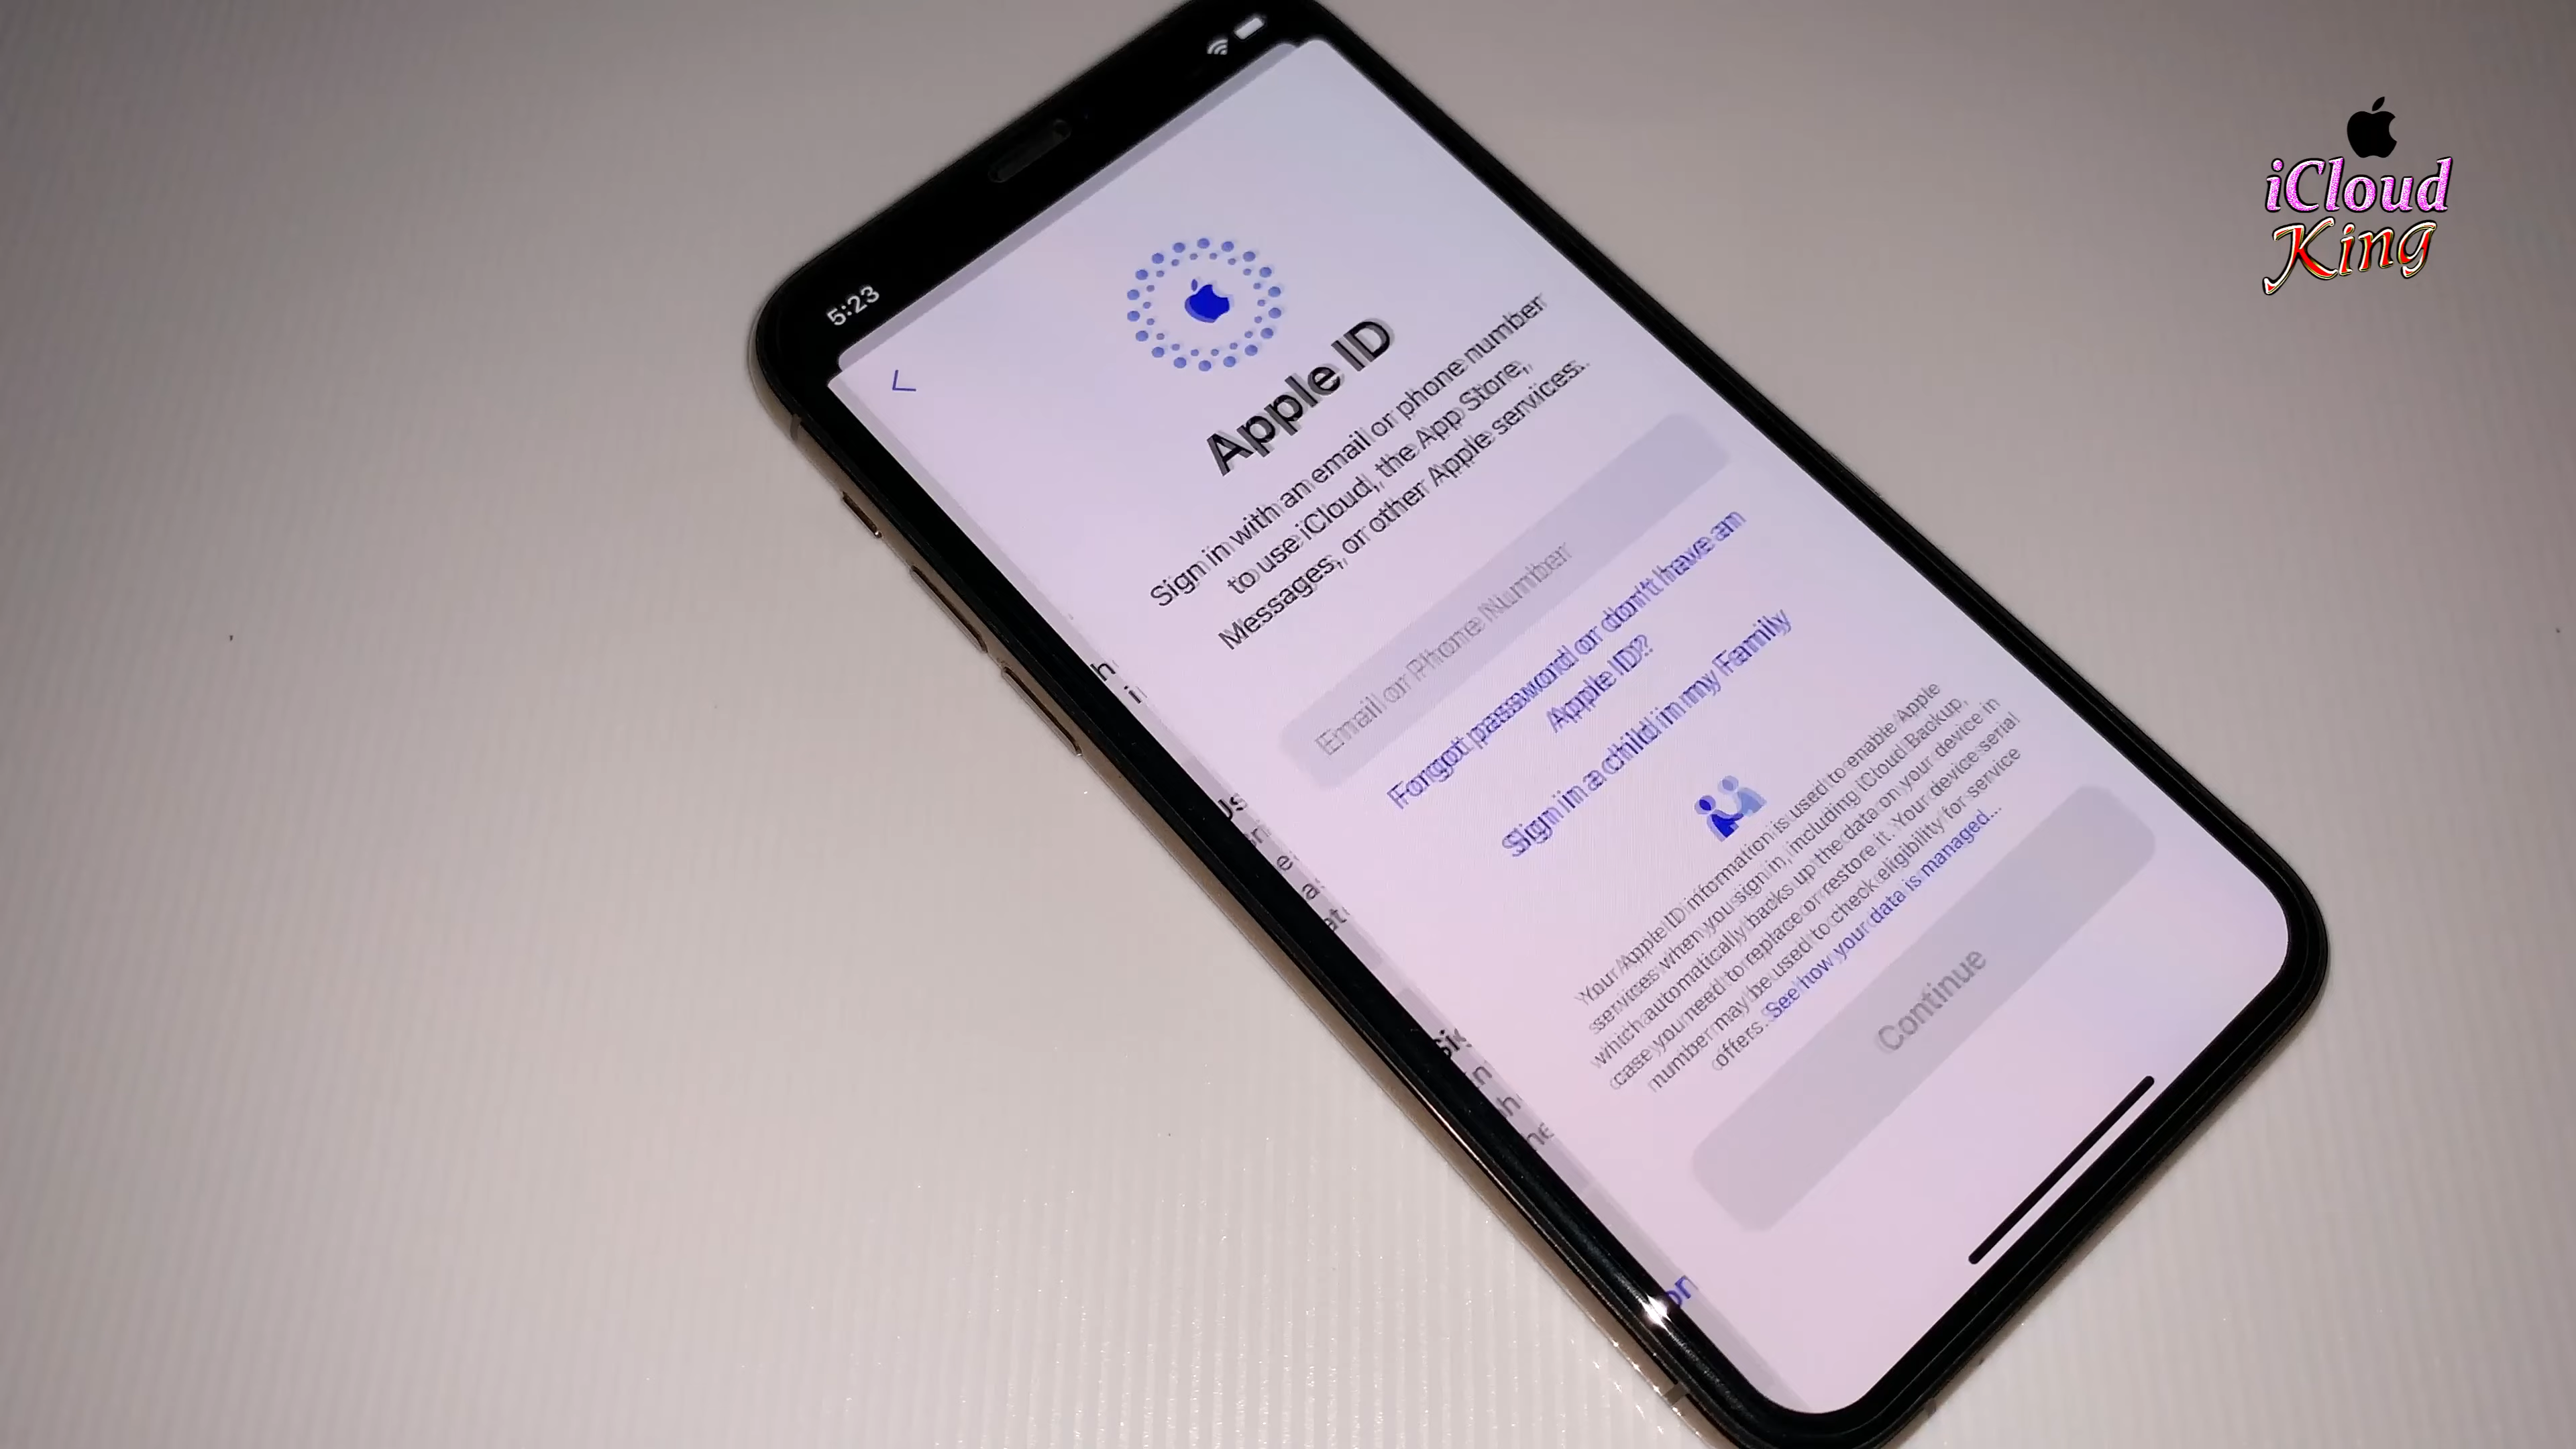 iCloud
King
5:23
Apple ID
Sign in with an email or phone number
to use iCloud, the App Store,
Messages, or other Apple services.
Email or Phone Number
Forgot password or don't have an
Apple ID?
Sign in a child in my Family
Your Apple ID information is used to enable Apple
services when you sign in, including iCloud Backup,
which automatically backs up the data on your device in
case you need to replace or restore it. Your device serial
number may be used to check eligibility for service
offers. See how your data is managed...
Continue